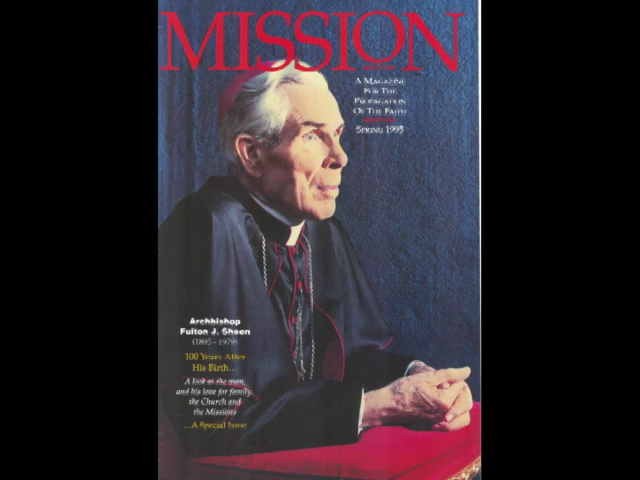 MISSION
A MAGAZINE
FOR THE
PROPAGATION
OF THE FAITH
SPRING 1995
Archbishop
Fulton J. Sheen
(1895 - 1979)
100 Years After
His Birth...
A look at the man,
and his love for family,
the Church and
the Missions
...A Special Issue